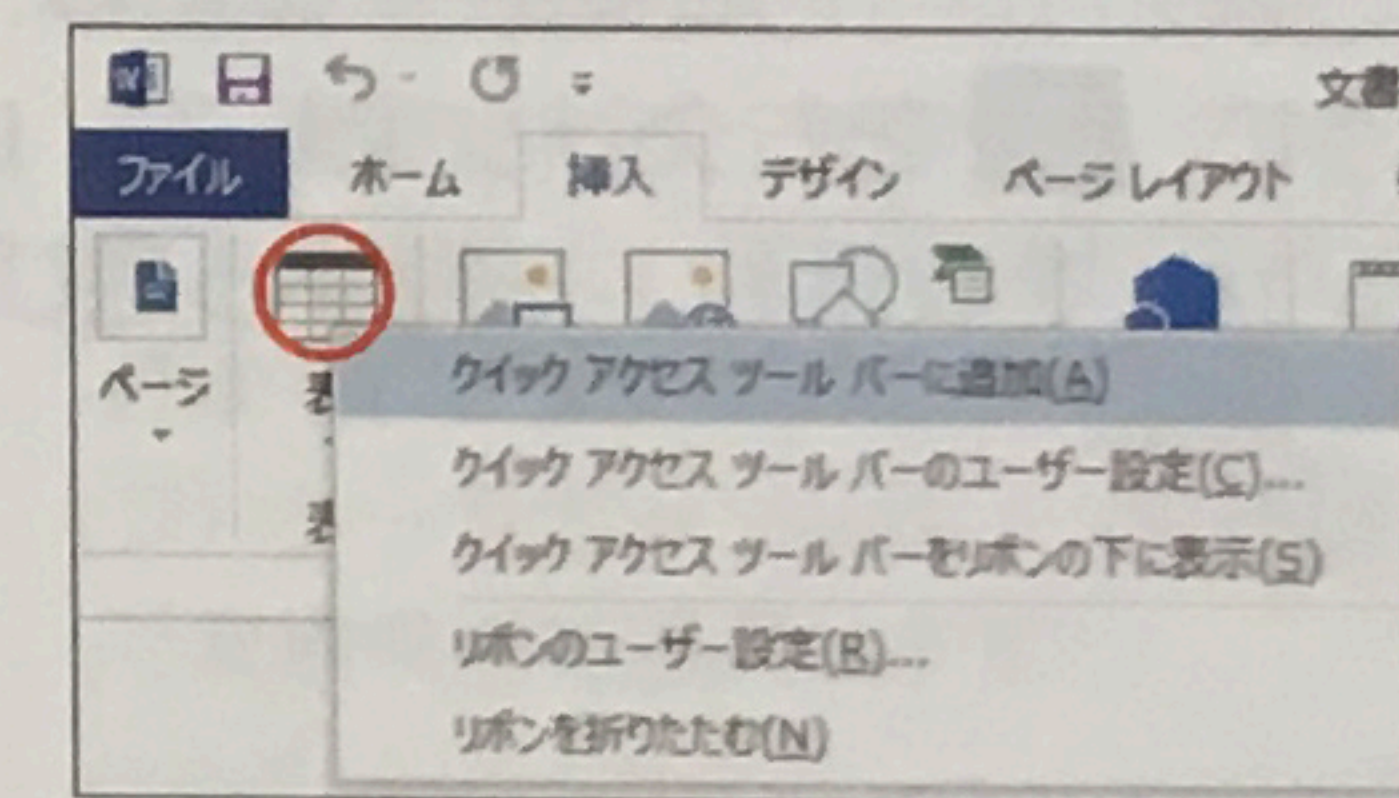 文書
ファイル ホーム 挿入 デザイン ページ レイアウト
ページ
クイック アクセス ツール バーに追加(A)
クイック アクセス ツール バーのユーザー設定(C)...
クイック アクセス ツール バーをリボンの下に表示(S)
リボンのユーザー設定(R)...
リボンを折りたたむ(N)